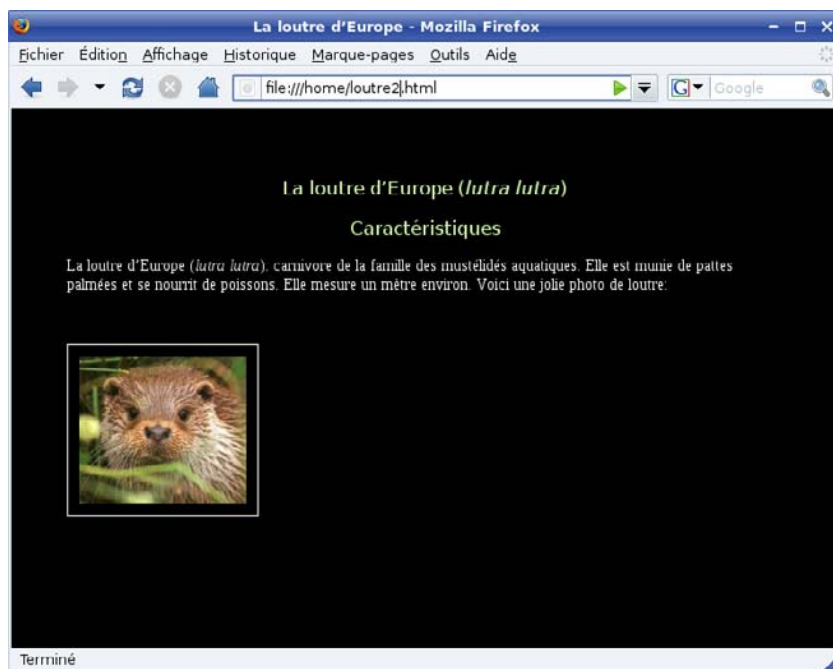 La loutre d'Europe - Mozilla Firefox
Fichier Édition Affichage Historique Marque-pages Outils Aide
file:///home/loutre2.html
G Google
La loutre d'Europe (lutra lutra)
Caractéristiques
La loutre d'Europe (lutra lutra), carnivore de la famille des mustélidés aquatiques. Elle est munie de pattes
palmées et se nourrit de poissons. Elle mesure un mètre environ. Voici une jolie photo de loutre:
Terminé